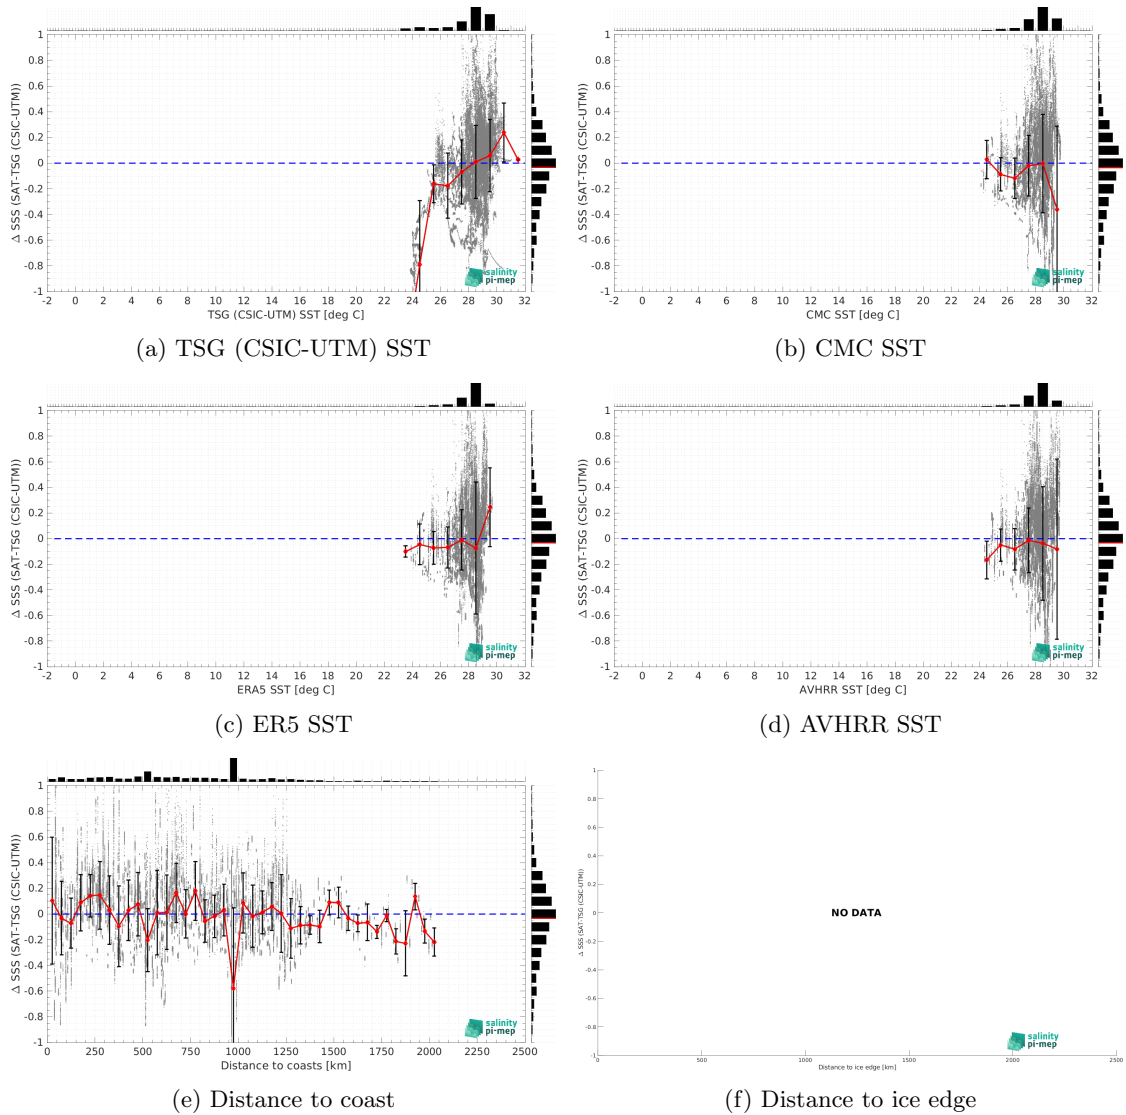 1
0.8
0.6
0.4
0.2
0
-0.2
-0.4
-0.6
-0.8
-1
Δ SSS (SAT-TSG (CSIC-UTM))
salinity
pi-mep
-2 0 2 4 6 8 10 12 14 16 18 20 22 24 26 28 30 32
TSG (CSIC-UTM) SST [deg C]
(a) TSG (CSIC-UTM) SST
1
0.8
0.6
0.4
0.2
0
-0.2
-0.4
-0.6
-0.8
-1
Δ SSS (SAT-TSG (CSIC-UTM))
salinity
pi-mep
-2 0 2 4 6 8 10 12 14 16 18 20 22 24 26 28 30 32
CMC SST [deg C]
(b) CMC SST
1
0.8
0.6
0.4
0.2
0
-0.2
-0.4
-0.6
-0.8
-1
Δ SSS (SAT-TSG (CSIC-UTM))
salinity
pi-mep
-2 0 2 4 6 8 10 12 14 16 18 20 22 24 26 28 30 32
ERA5 SST [deg C]
(c) ER5 SST
1
0.8
0.6
0.4
0.2
0
-0.2
-0.4
-0.6
-0.8
-1
Δ SSS (SAT-TSG (CSIC-UTM))
salinity
pi-mep
-2 0 2 4 6 8 10 12 14 16 18 20 22 24 26 28 30 32
AVHRR SST [deg C]
(d) AVHRR SST
1
0.8
0.6
0.4
0.2
0
-0.2
-0.4
-0.6
-0.8
-1
Δ SSS (SAT-TSG (CSIC-UTM))
salinity
pi-mep
0 250 500 750 1000 1250 1500 1750 2000 2250 2500
Distance to coasts [km]
(e) Distance to coast
1
0.8
0.6
0.4
0.2
0
-0.2
-0.4
-0.6
-0.8
-1
Δ SSS (SAT-TSG (CSIC-UTM))
NO DATA
salinity
pi-mep
0 500 1000 1500 2000 2500
Distance to ice edge [km]
(f) Distance to ice edge